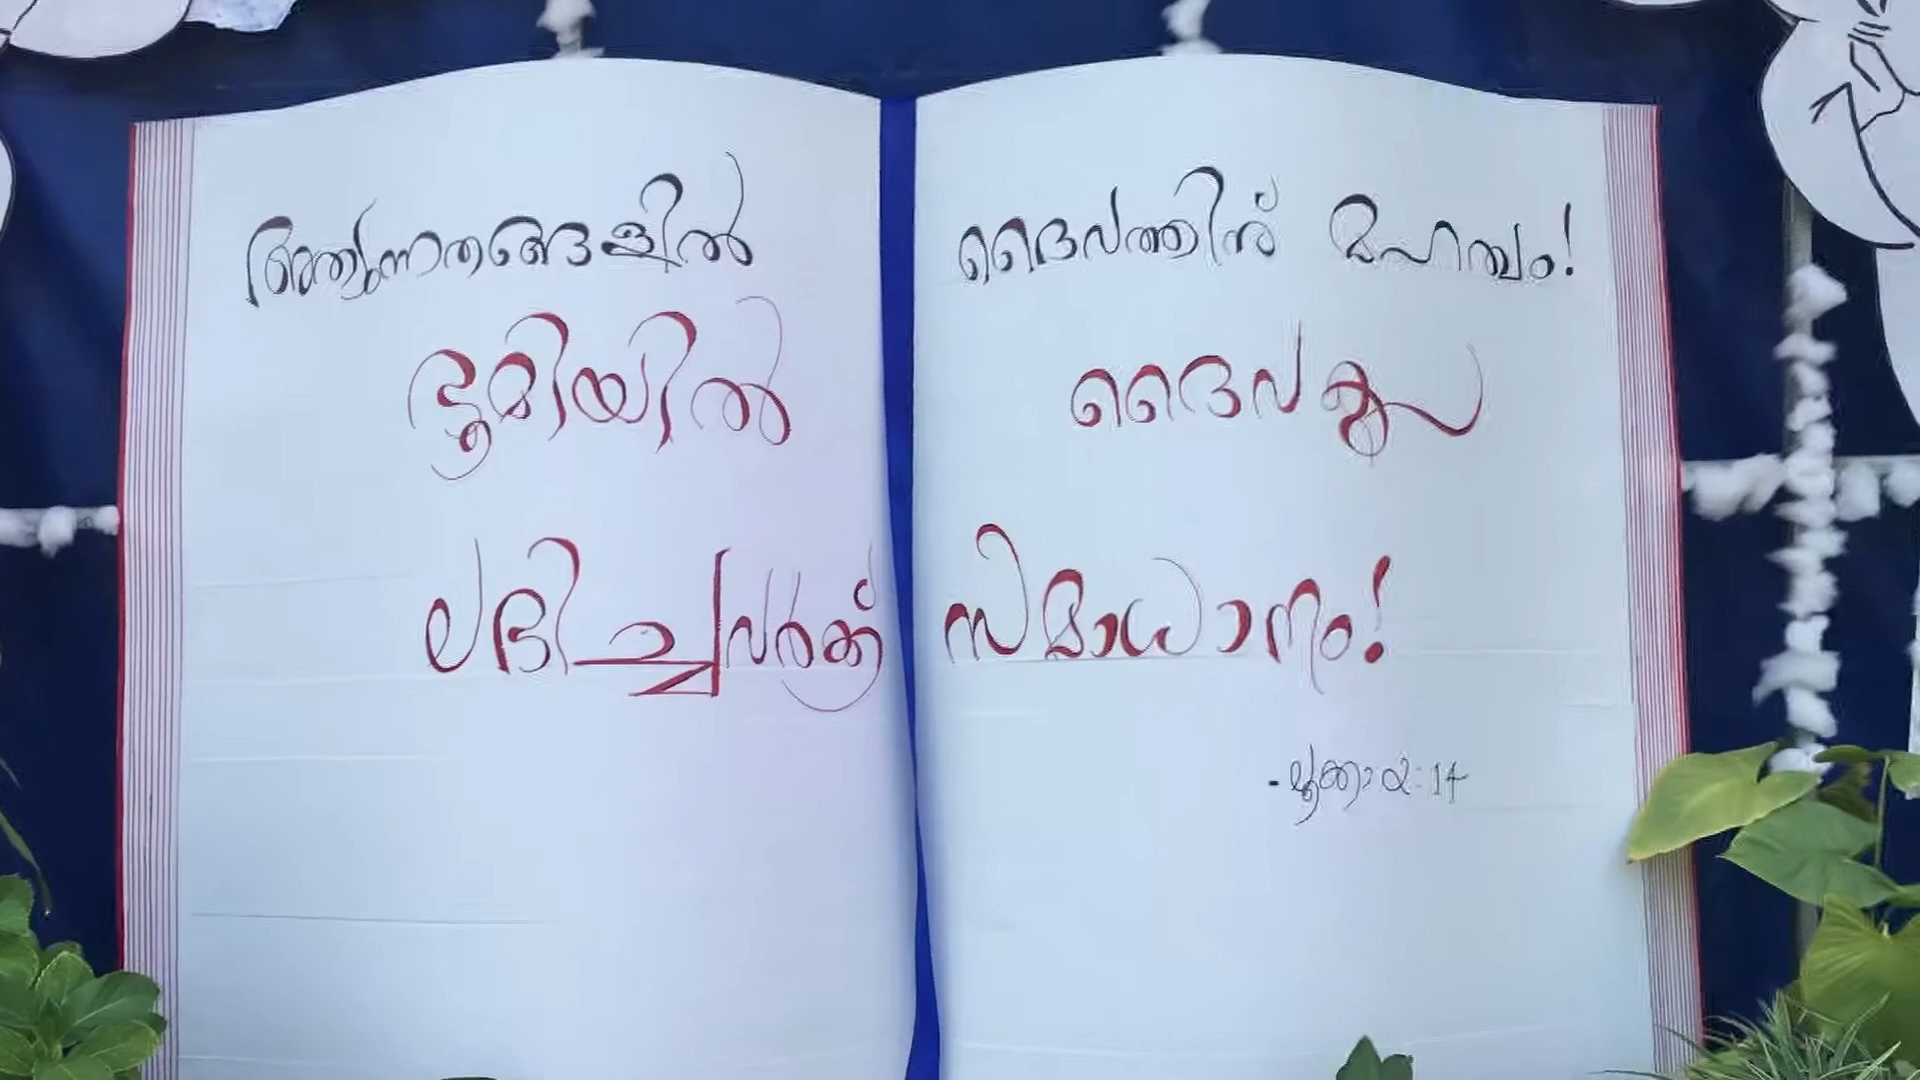 അത്യുന്നതങ്ങളിൽ ദൈവത്തിന് മഹത്ത്വം!
ഭൂമിയിൽ ദൈവകൃപ
ലഭിച്ചവർക്ക് സമാധാനം!
- ലൂക്കാ 2:14